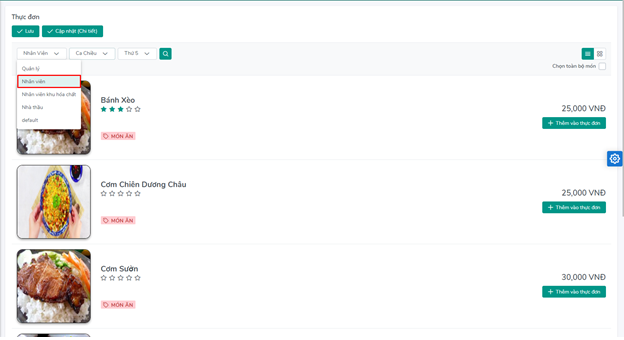 Thực đơn
Lưu
Cập nhật (Chi tiết)
Nhân Viên
Ca Chiều
Thứ 5
Chọn toàn bộ món
Quản lý
Nhân viên
Nhân viên khu hóa chất
Nhà thầu
default
Bánh Xèo
MÓN ĂN
25,000 VNĐ
Thêm vào thực đơn
Cơm Chiên Dương Châu
MÓN ĂN
25,000 VNĐ
Thêm vào thực đơn
Cơm Sườn
MÓN ĂN
30,000 VNĐ
Thêm vào thực đơn